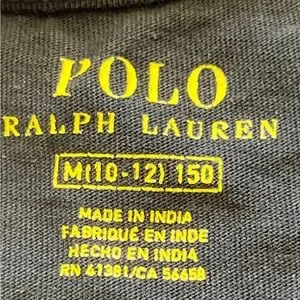 POLO
RALPH LAUREN
M(10-12) 150
MADE IN INDIA
FABRIQUÉ EN INDE
HECHO EN INDIA
RN 41381/CA 56658